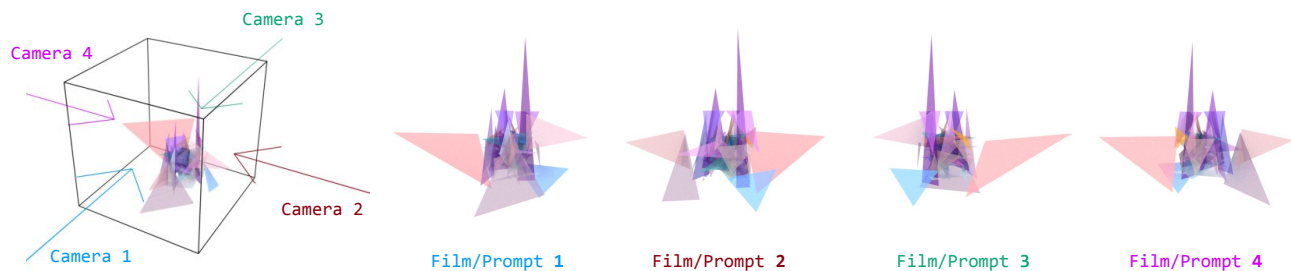 Camera 3
Camera 4
Camera 2
Camera 1
Film/Prompt 1
Film/Prompt 2
Film/Prompt 3
Film/Prompt 4